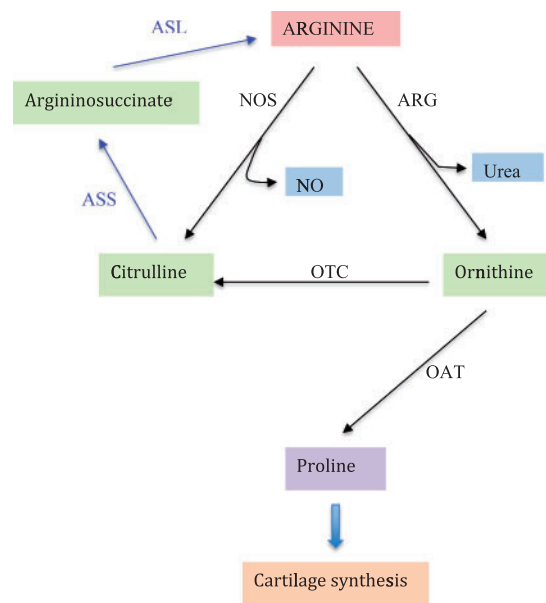 ASL
ARGININE
Argininosuccinate
NOS
ARG
NO
Urea
ASS
Citrulline
OTC
Ornithine
OAT
Proline
Cartilage synthesis